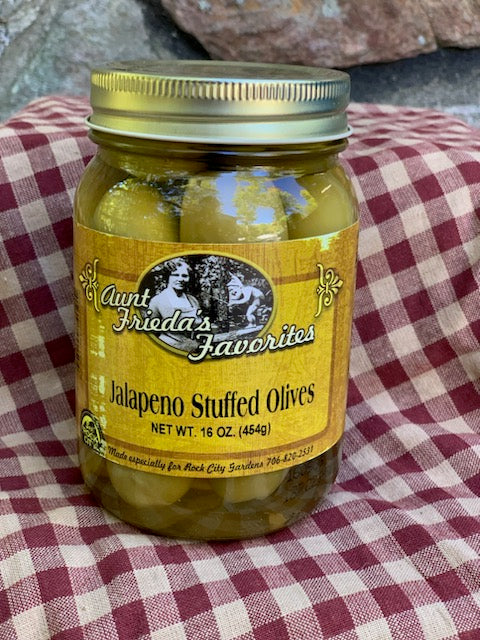 Aunt
Frieda's
Favorites
Jalapeno Stuffed Olives
NET WT. 16 OZ. (454g)
Made especially for Rock City Gardens 706-820-2531